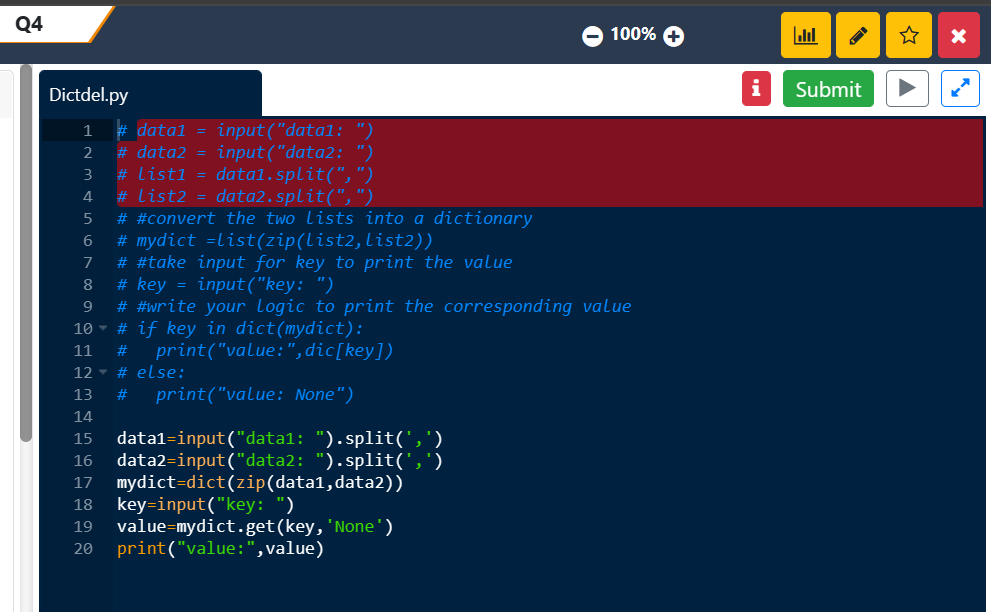 Q4
100%
Dictdel.py
i Submit
1 # data1 = input("data1: ")
2 # data2 = input("data2: ")
3 # list1 = data1.split(",")
4 # list2 = data2.split(",")
5 # #convert the two lists into a dictionary
6 # mydict =list(zip(list2,list2))
7 # #take input for key to print the value
8 # key = input("key: ")
9 # #write your logic to print the corresponding value
10 # if key in dict(mydict):
11 #   print("value:",dic[key])
12 # else:
13 #   print("value: None")
14
15 data1=input("data1: ").split(',')
16 data2=input("data2: ").split(',')
17 mydict=dict(zip(data1,data2))
18 key=input("key: ")
19 value=mydict.get(key,'None')
20 print("value:",value)